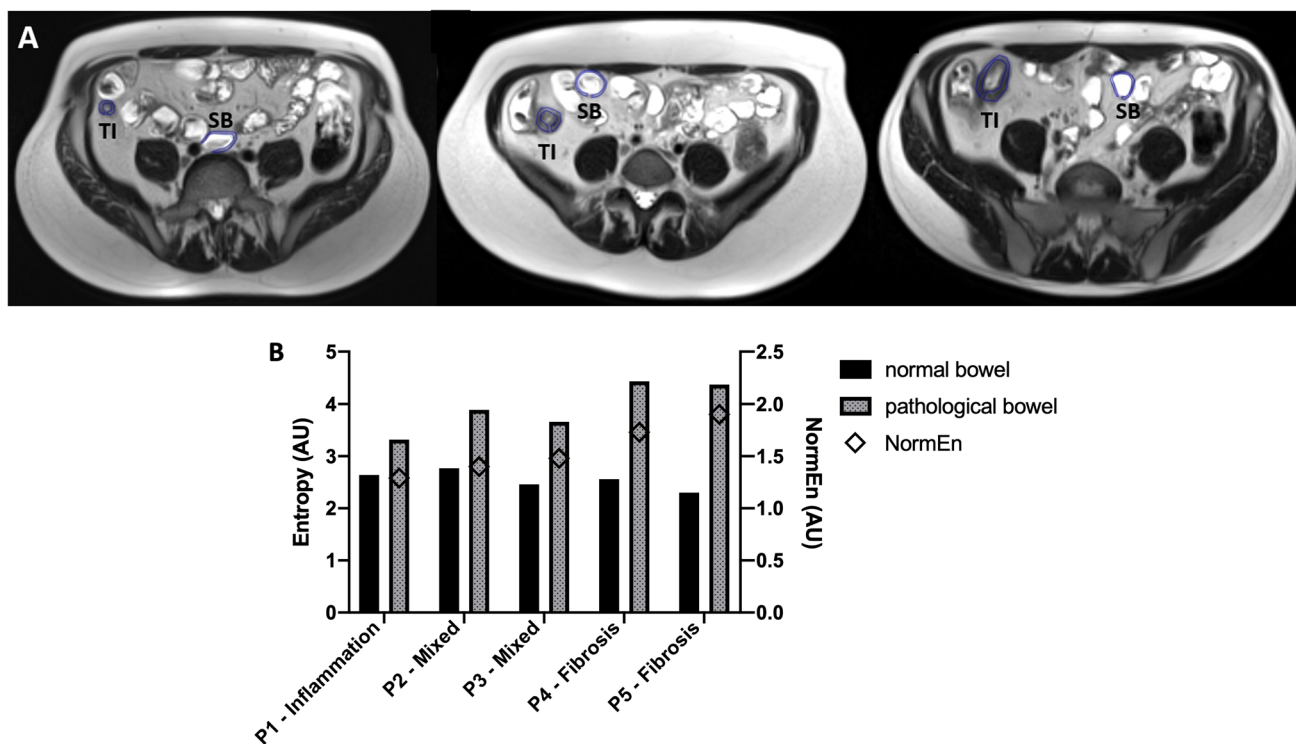 A
TI
SB
TI
SB
TI
SB
B
Entropy (AU)
5
4
3
2
1
0
2.5
2.0
1.5
1.0
0.5
0.0
NormEn (AU)
normal bowel
pathological bowel
NormEn
P1 - Inflammation
P2 - Mixed
P3 - Mixed
P4 - Fibrosis
P5 - Fibrosis